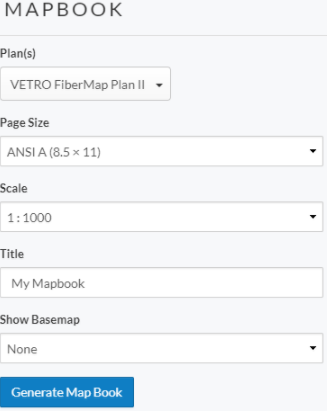 MAPBOOK
Plan(s)
VETRO FiberMap Plan II
Page Size
ANSI A (8.5 × 11)
Scale
1 : 1000
Title
My Mapbook
Show Basemap
None
Generate Map Book